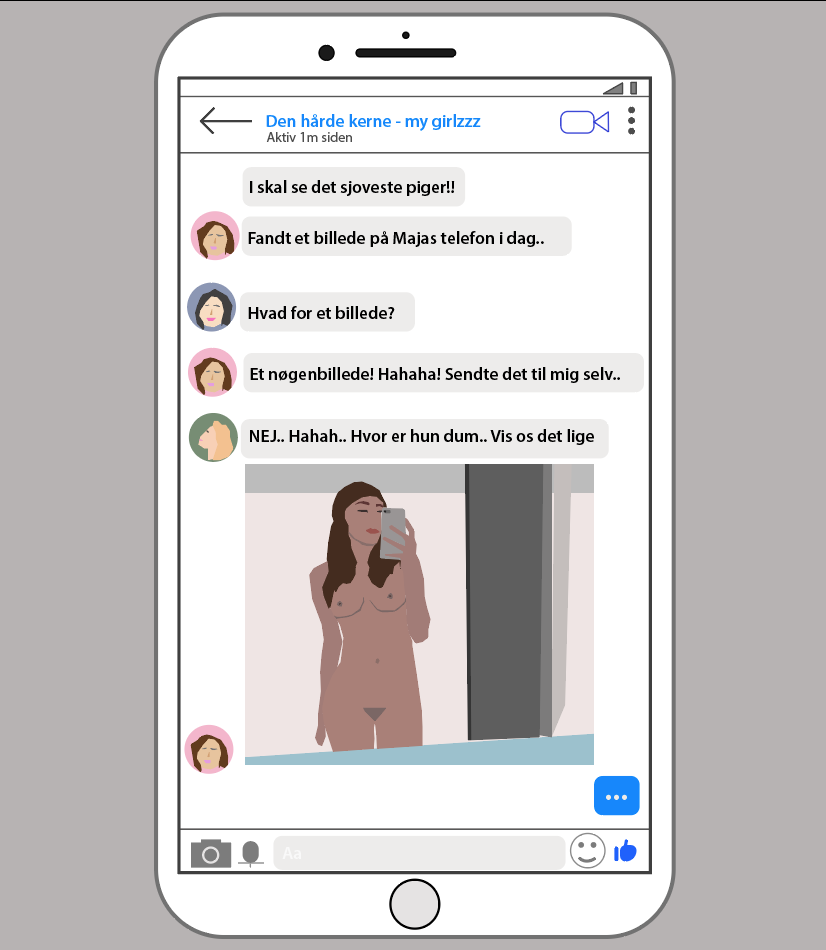 Den hårde kerne - my girlzzz
Aktiv 1m siden
I skal se det sjoveste piger!!
Fandt et billede på Majas telefon i dag..
Hvad for et billede?
Et nøgenbillede! Hahaha! Sendte det til mig selv..
NEJ.. Hahah.. Hvor er hun dum.. Vis os det lige
Aa